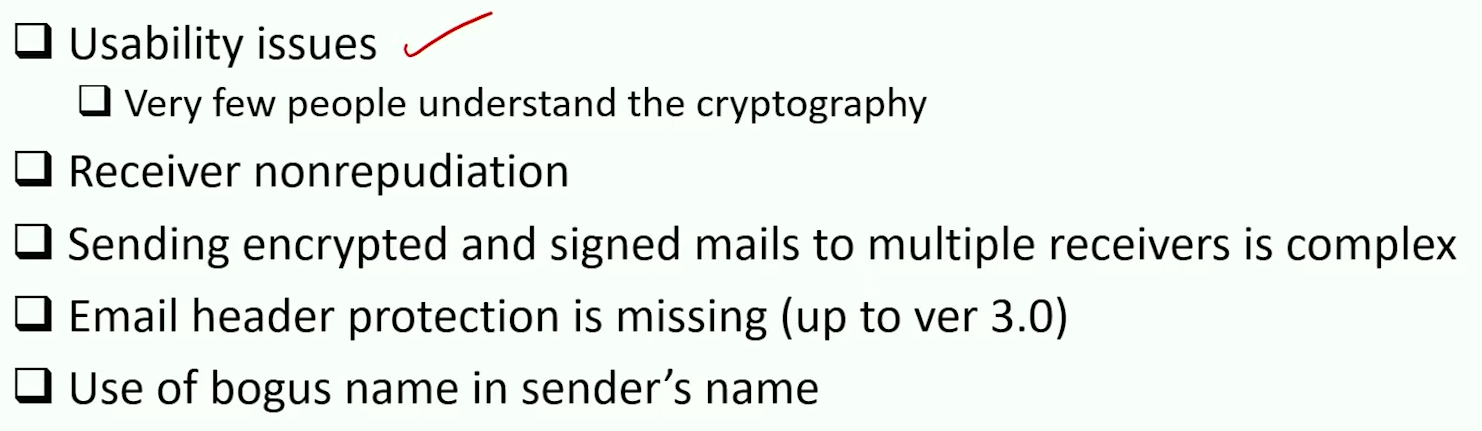 Usability issues
Very few people understand the cryptography
Receiver nonrepudiation
Sending encrypted and signed mails to multiple receivers is complex
Email header protection is missing (up to ver 3.0)
Use of bogus name in sender’s name